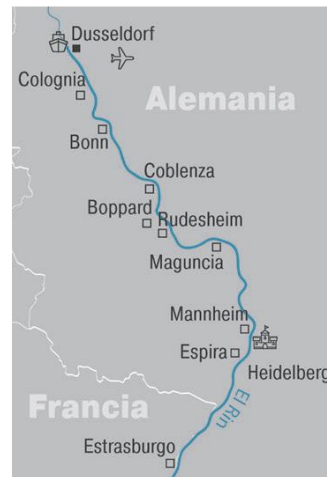 Dusseldorf
Colognia
Alemania
Bonn
Coblenza
Boppard
Rudesheim
Maguncia
Mannheim
Espira
Heidelberg
Francia
El Rin
Estrasburgo